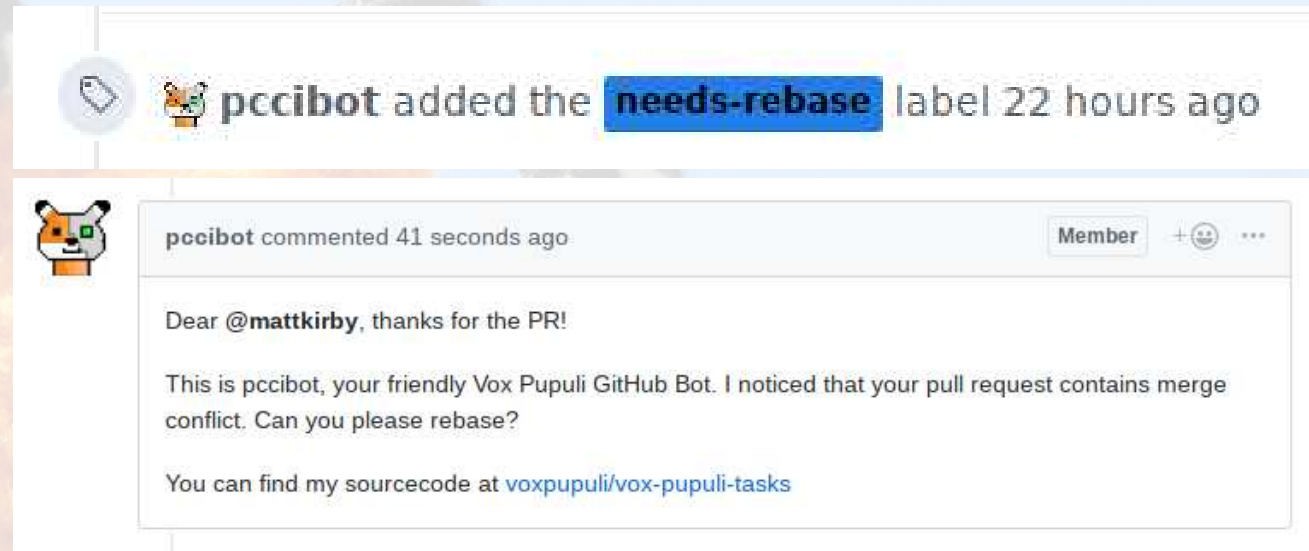 pccibot added the needs-rebase label 22 hours ago
pccibot commented 41 seconds ago Member
Dear @mattkirby, thanks for the PR!
This is pccibot, your friendly Vox Pupuli GitHub Bot. I noticed that your pull request contains merge
conflict. Can you please rebase?
You can find my sourcecode at voxpupuli/vox-pupuli-tasks